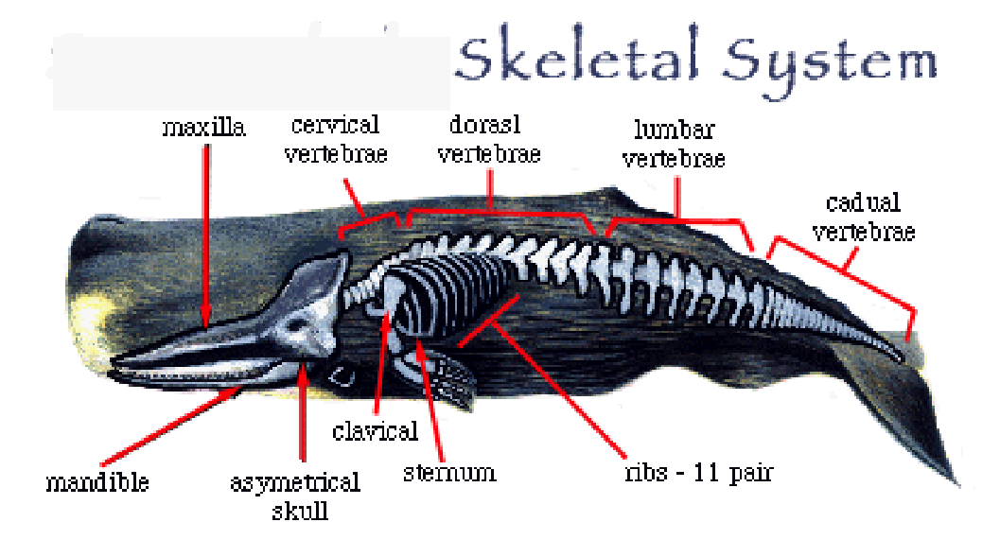 Skeletal System
maxilla
cervical
vertebrae
dorasl
vertebrae
lumbar
vertebrae
cadual
vertebrae
clavical
mandible
asymetrical
skull
sternum
ribs - 11 pair